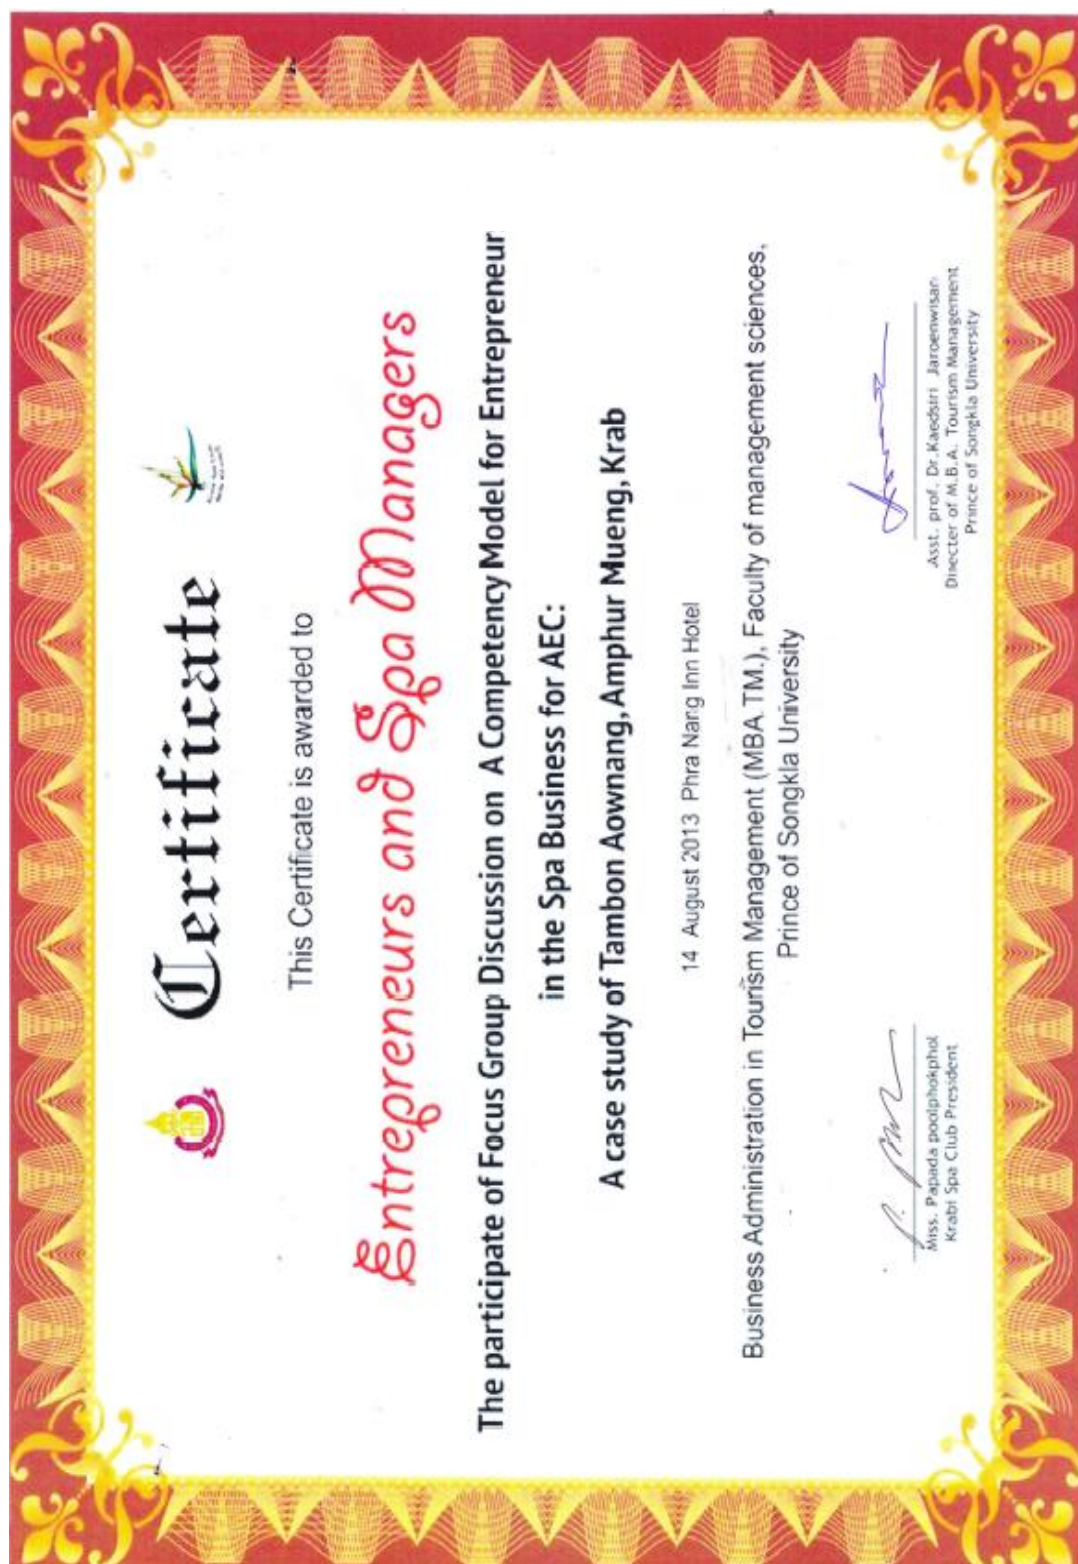 Certificate
This Certificate is awarded to
Entrepreneurs and Spa Managers
The participate of Focus Group Discussion on A Competency Model for Entrepreneur
in the Spa Business for AEC:
A case study of Tambon Aownang, Amphur Mueng, Krab
14 August 2013 Phra Nang Inn Hotel
Business Administration in Tourism Management (MBA. TM.), Faculty of management sciences,
Prince of Songkla University
Miss. Papada poolphokphol
Krabi Spa Club President
Asst. prof. Dr. Kaedsiri Jaroenwisan
Directer of M.B.A. Tourism Management
Prince of Songkla University